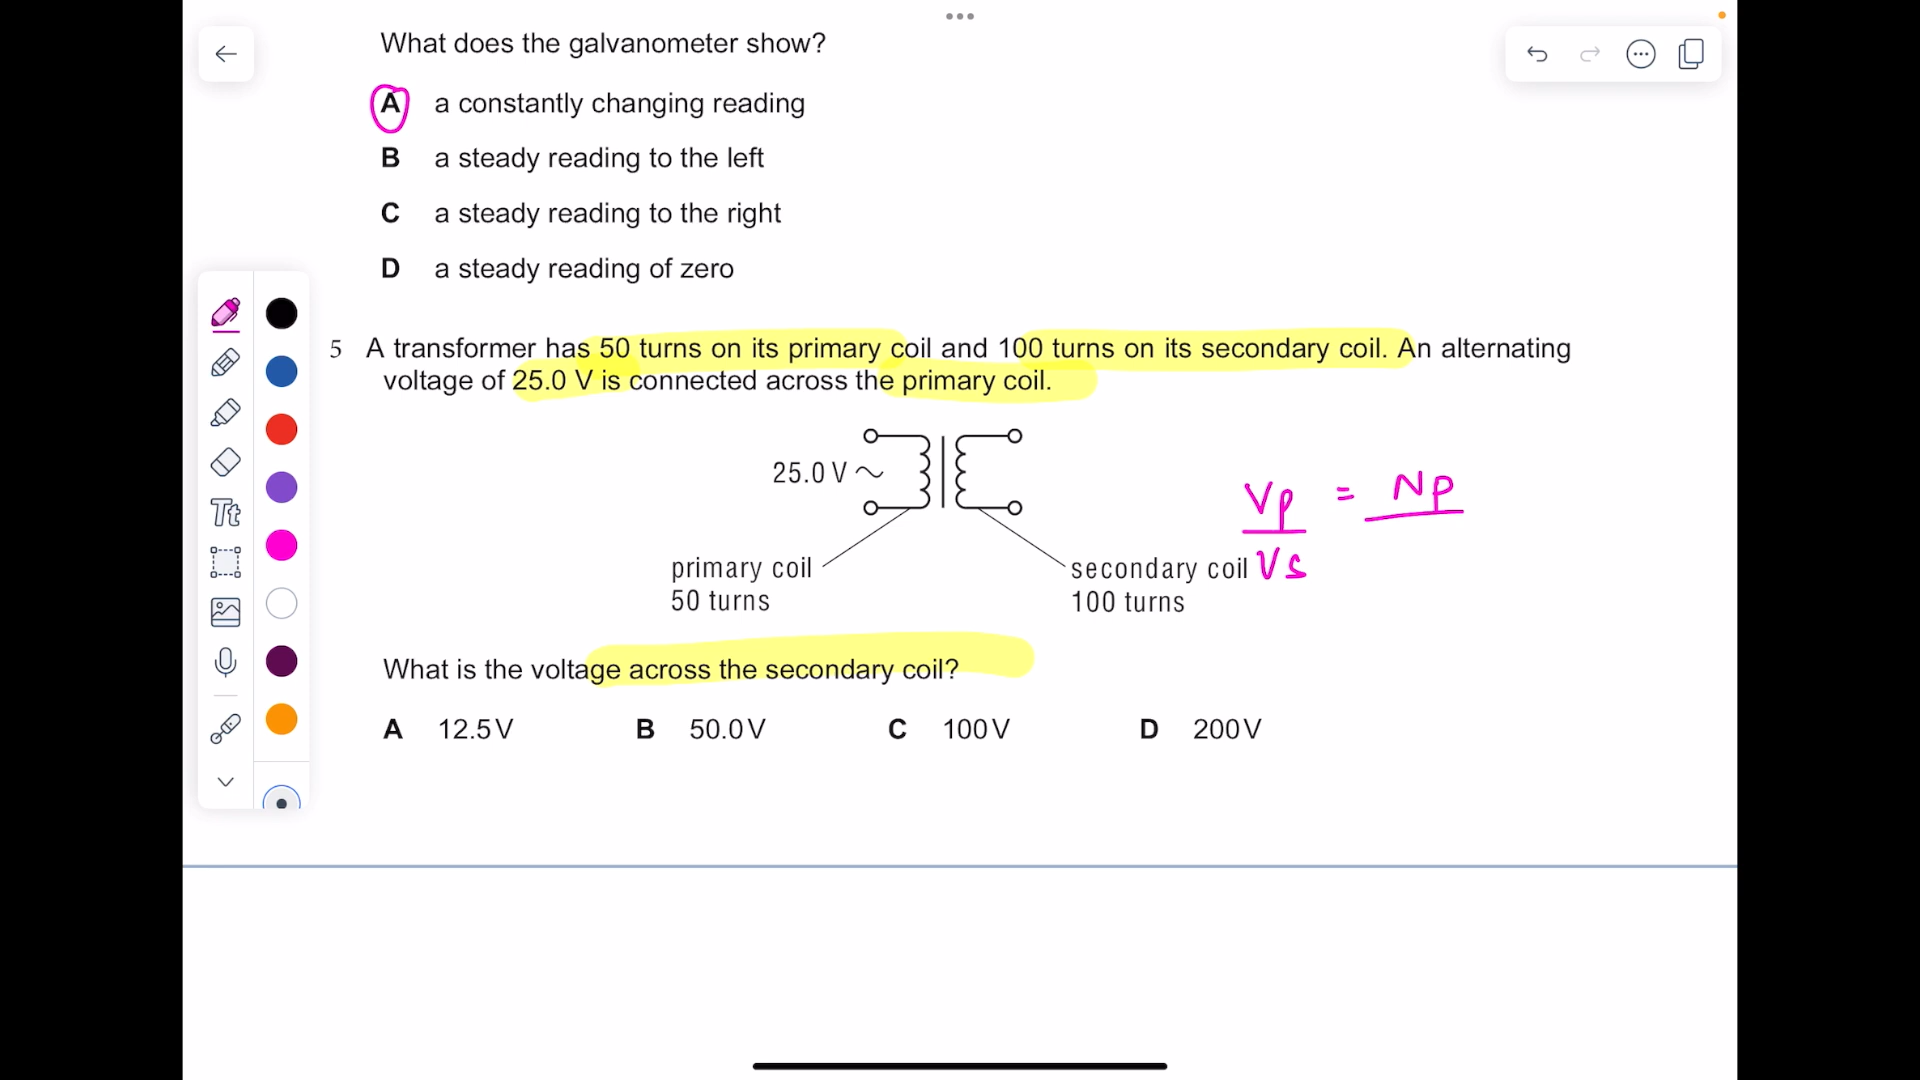 What does the galvanometer show?
A a constantly changing reading
B a steady reading to the left
C a steady reading to the right
D a steady reading of zero
5 A transformer has 50 turns on its primary coil and 100 turns on its secondary coil. An alternating
voltage of 25.0 V is connected across the primary coil.
25.0 V ~
Vp = Np
Vs
primary coil
50 turns
secondary coil
100 turns
What is the voltage across the secondary coil?
A 12.5 V B 50.0 V C 100 V D 200 V
Tt